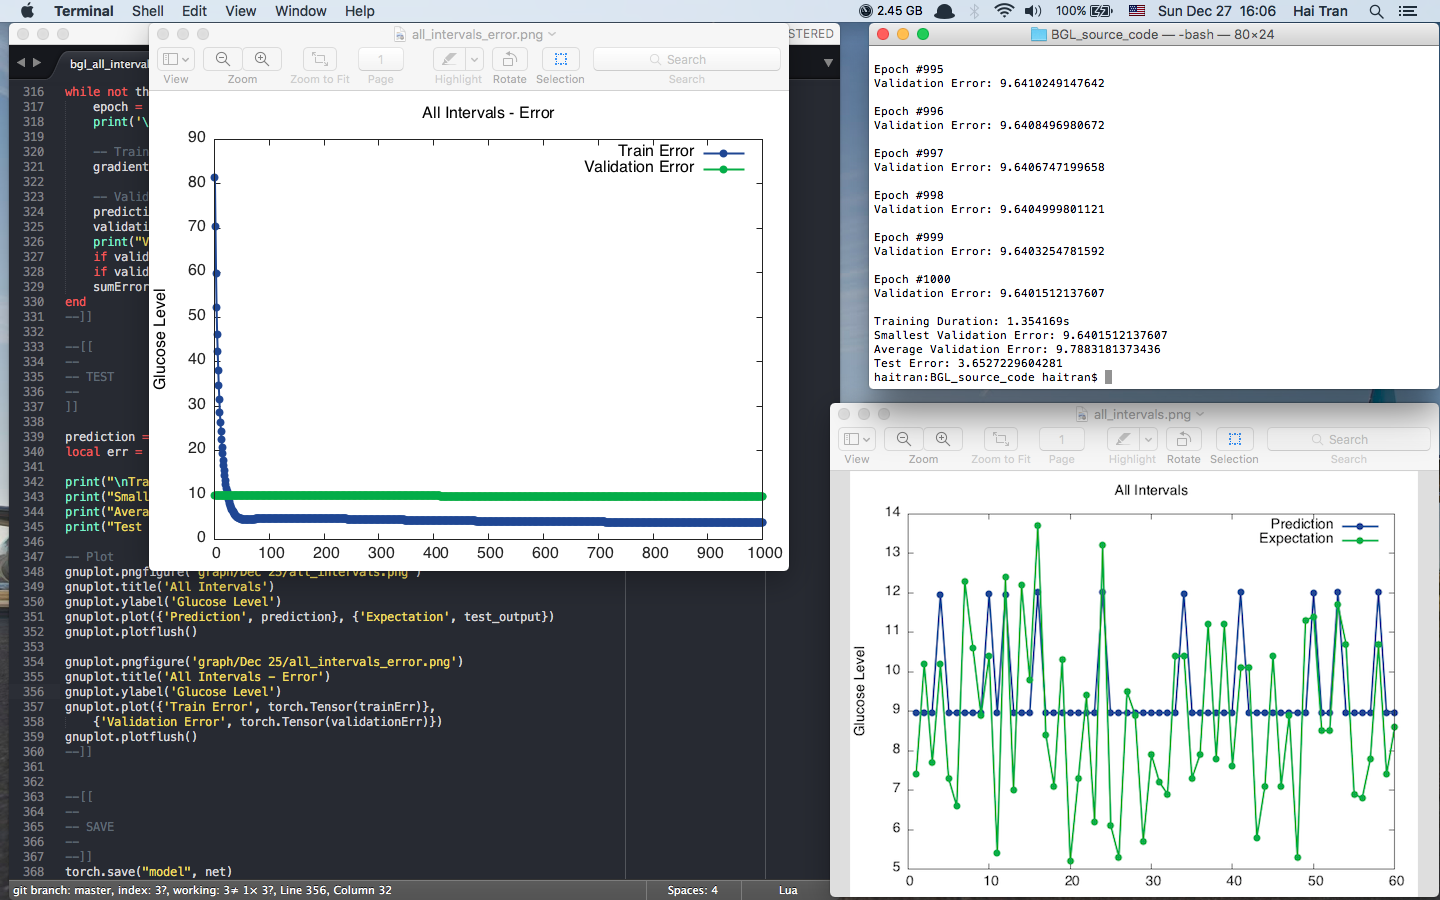 Terminal Shell Edit View Window Help
2.45 GB 100% Sun Dec 27 16:06 Hai Tran
all_intervals_error.png
View Zoom Zoom to Fit 1 Page Highlight Rotate Selection Search Search
All Intervals - Error
Train Error
Validation Error
Glucose Level
90
80
70
60
50
40
30
20
10
0
0 100 200 300 400 500 600 700 800 900 1000
STERED
bgl_all_interva
316 while not th
317 epoch =
318 print('\
319
320 -- Train
321 gradient
322
323 -- Valid
324 predicti
325 validati
326 print("V
327 if valid
328 if valid
329 sumError
330 end
331 --]]
332
333 --[[
334 --
335 -- TEST
336 --
337 ]]
338
339 prediction =
340 local err =
341
342 print("\nTra
343 print("Small
344 print("Avera
345 print("Test
346
347 -- Plot
348 gnuplot.pngfigure('graph/Dec 25/all_intervals.png')
349 gnuplot.title('All Intervals')
350 gnuplot.ylabel('Glucose Level')
351 gnuplot.plot({'Prediction', prediction}, {'Expectation', test_output})
352 gnuplot.plotflush()
353
354 gnuplot.pngfigure('graph/Dec 25/all_intervals_error.png')
355 gnuplot.title('All Intervals - Error')
356 gnuplot.ylabel('Glucose Level')
357 gnuplot.plot({'Train Error', torch.Tensor(trainErr)},
358 {'Validation Error', torch.Tensor(validationErr)})
359 gnuplot.plotflush()
360 --]]
361
362
363 --[[
364 --
365 -- SAVE
366 --
367 --]]
368 torch.save("model", net)
git branch: master, index: 3?, working: 3≠ 1× 3?, Line 356, Column 32 Spaces: 4 Lua
BGL_source_code — -bash — 80×24
Epoch #995
Validation Error: 9.6410249147642
Epoch #996
Validation Error: 9.6408496980672
Epoch #997
Validation Error: 9.6406747199658
Epoch #998
Validation Error: 9.6404999801121
Epoch #999
Validation Error: 9.6403254781592
Epoch #1000
Validation Error: 9.6401512137607
Training Duration: 1.354169s
Smallest Validation Error: 9.6401512137607
Average Validation Error: 9.7883181373436
Test Error: 3.6527229604281
haitran:BGL_source_code haitran$
all_intervals.png
View Zoom Zoom to Fit 1 Page Highlight Rotate Selection Search Search
All Intervals
Prediction
Expectation
Glucose Level
14
13
12
11
10
9
8
7
6
5
0 10 20 30 40 50 60